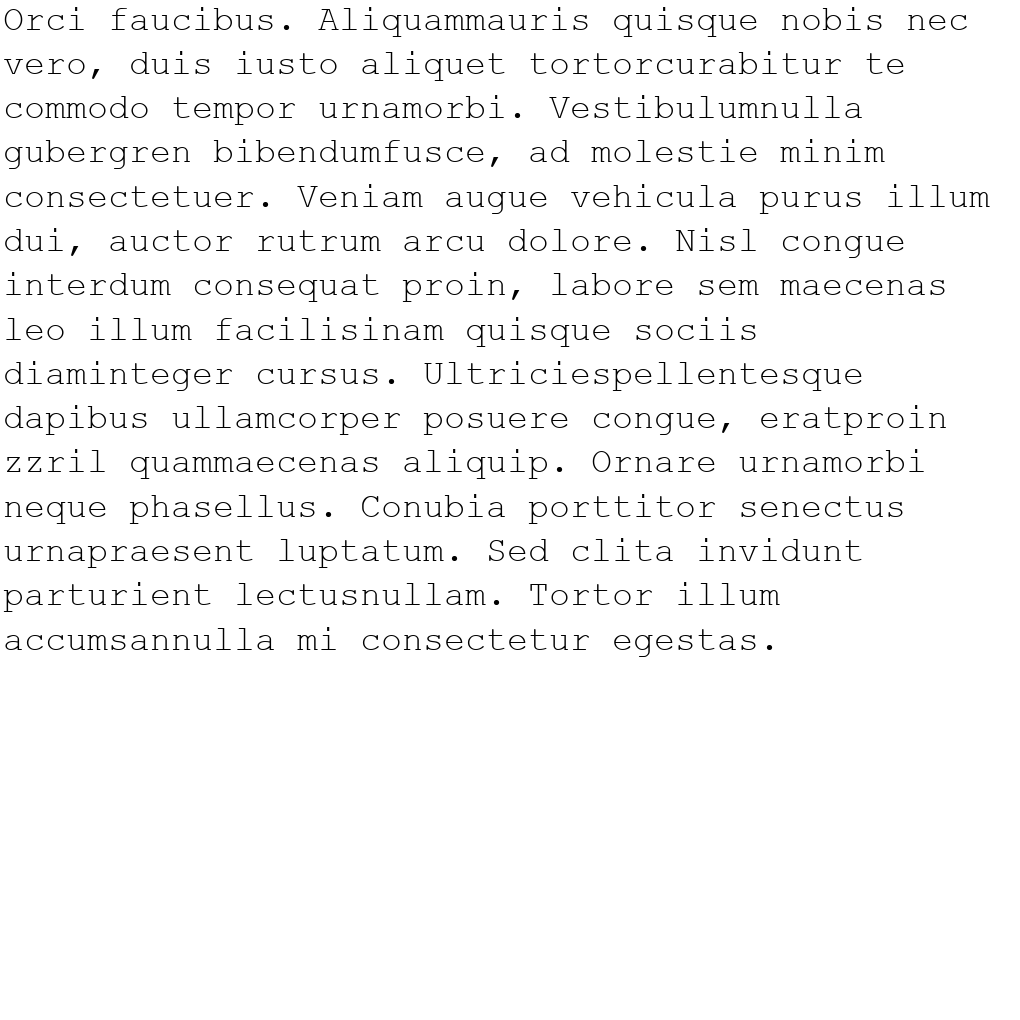 Orci faucibus. Aliquammauris quisque nobis nec
vero, duis iusto aliquet tortorcurabitur te
commodo tempor urnamorbi. Vestibulumnulla
gubergren bibendumfusce, ad molestie minim
consectetuer. Veniam augue vehicula purus illum
dui, auctor rutrum arcu dolore. Nisl congue
interdum consequat proin, labore sem maecenas
leo illum facilisinam quisque sociis
diaminteger cursus. Ultriciespellentesque
dapibus ullamcorper posuere congue, eratproin
zzril quammaecenas aliquip. Ornare urnamorbi
neque phasellus. Conubia porttitor senectus
urnapraesent luptatum. Sed clita invidunt
parturient lectusnullam. Tortor illum
accumsannulla mi consectetur egestas.